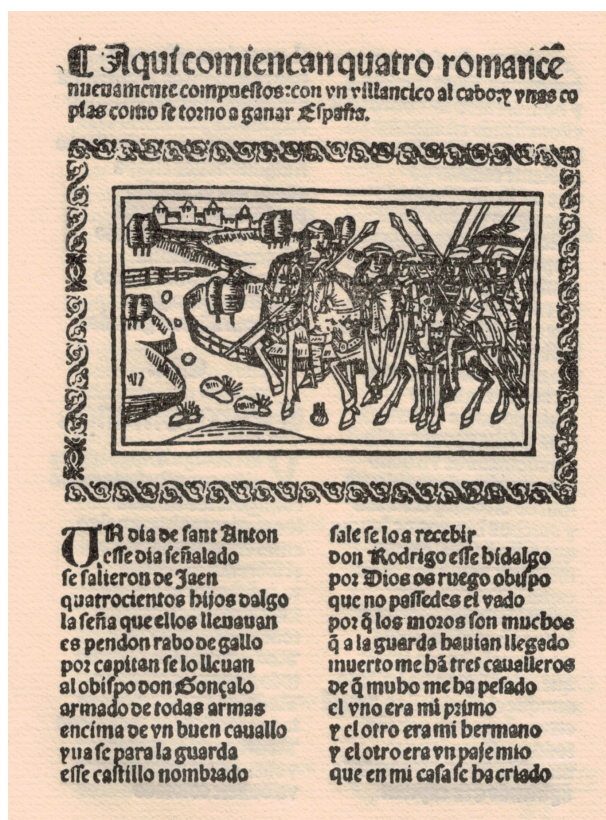 ¶ Aqui comiencan quatro romance
nueuamente compuestos: con vn villancico al cabo: y vnas co
plas como se torno a ganar España.
UN dia de sant Anton
esse dia señalado
se salieron de Jaen
quatrocientos hijos dalgo
la seña que ellos lleuauan
es pendon rabo de gallo
por capitan se lo lleuan
al obispo don Gonçalo
armado de todas armas
encima de vn buen cauallo
yua se para la guarda
esse castillo nombrado
sale se lo a recebir
don Rodrigo esse hidalgo
por Dios os ruego obispo
que no passedes el vado
por q̃ los moros son muchos
q̃ a la guarda hauian llegado
muerto me hã tres caualleros
de q̃ mubo me ha pesado
el vno era mi primo
y el otro era mi hermano
y el otro era vn paje mio
que en mi casa se ha criado